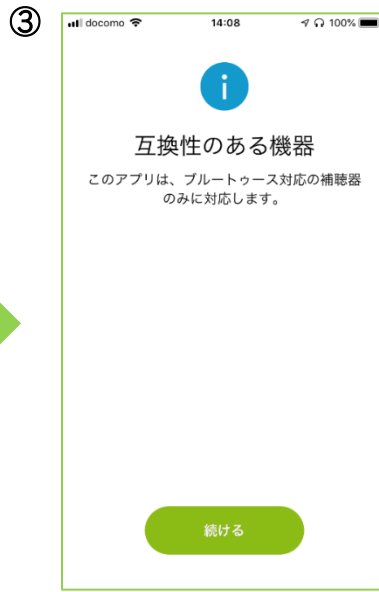 ③
docomo 14:08 100%
i
互換性のある機器
このアプリは、ブルートゥース対応の補聴器
のみに対応します。
続ける